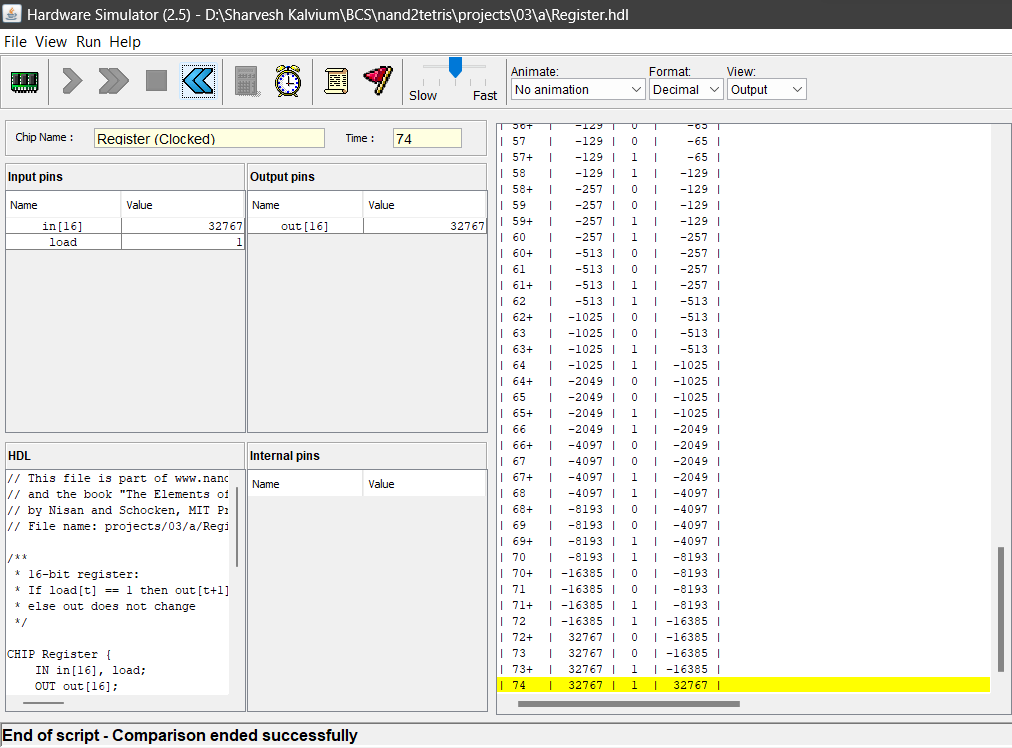 Hardware Simulator (2.5) - D:\Sharvesh Kalvium\BCS\nand2tetris\projects\03\a\Register.hdl
File View Run Help
Slow Fast
Animate: Format: View:
No animation Decimal Output
Chip Name : Register (Clocked) Time : 74
Input pins
Name Value
in[16] 32767
load 1
Output pins
Name Value
out[16] 32767
HDL
// This file is part of www.nand
// and the book "The Elements of
// by Nisan and Schocken, MIT Pr
// File name: projects/03/a/Regi
/**
* 16-bit register:
* If load[t] == 1 then out[t+1]
* else out does not change
*/
CHIP Register {
IN in[16], load;
OUT out[16];
Internal pins
Name Value
| 56+ | -129 | 0 | -65 |
| 57 | -129 | 0 | -65 |
| 57+ | -129 | 1 | -65 |
| 58 | -129 | 1 | -129 |
| 58+ | -257 | 0 | -129 |
| 59 | -257 | 0 | -129 |
| 59+ | -257 | 1 | -129 |
| 60 | -257 | 1 | -257 |
| 60+ | -513 | 0 | -257 |
| 61 | -513 | 0 | -257 |
| 61+ | -513 | 1 | -257 |
| 62 | -513 | 1 | -513 |
| 62+ | -1025 | 0 | -513 |
| 63 | -1025 | 0 | -513 |
| 63+ | -1025 | 1 | -513 |
| 64 | -1025 | 1 | -1025 |
| 64+ | -2049 | 0 | -1025 |
| 65 | -2049 | 0 | -1025 |
| 65+ | -2049 | 1 | -1025 |
| 66 | -2049 | 1 | -2049 |
| 66+ | -4097 | 0 | -2049 |
| 67 | -4097 | 0 | -2049 |
| 67+ | -4097 | 1 | -2049 |
| 68 | -4097 | 1 | -4097 |
| 68+ | -8193 | 0 | -4097 |
| 69 | -8193 | 0 | -4097 |
| 69+ | -8193 | 1 | -4097 |
| 70 | -8193 | 1 | -8193 |
| 70+ | -16385 | 0 | -8193 |
| 71 | -16385 | 0 | -8193 |
| 71+ | -16385 | 1 | -8193 |
| 72 | -16385 | 1 | -16385 |
| 72+ | 32767 | 0 | -16385 |
| 73 | 32767 | 0 | -16385 |
| 73+ | 32767 | 1 | -16385 |
| 74 | 32767 | 1 | 32767 |
End of script - Comparison ended successfully